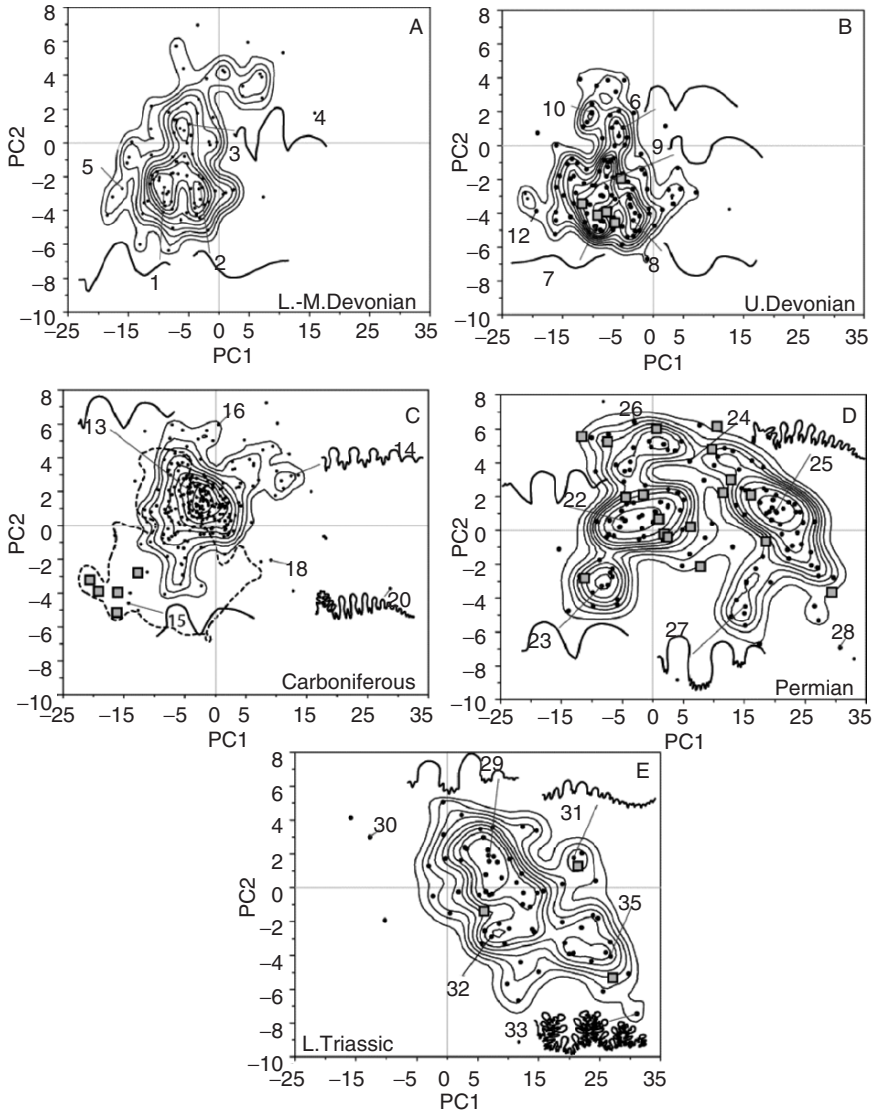 8 A 8 B
6 6
4 4 4
2 2 10 6
PC2 0 3 PC2 0 9
−2 5 −2
−4 −4
−6 −6 12
−8 1 2 −8 7 8
L.-M.Devonian U.Devonian
−10 −10
−25 −15 −5 0 5 15 25 35 −25 −15 −5 0 5 15 25 35
PC1 PC1
8 C 8 D
6 13 16 6 26 24
4 14 4 25
2 2 22
PC2 0 PC2 0
−2 18 −2
−4 20 −4
−6 15 −6 23 27 28
−8 −8
Carboniferous Permian
−10 −10
−25 −15 −5 0 5 15 25 35 −25 −15 −5 0 5 15 25 35
PC1 PC1
8 29 E
6
4 30 31
2
PC2 0
−2 35
−4
−6 32
−8 33
L.Triassic
−10
−25 −15 −5 0 5 15 25 35
PC1